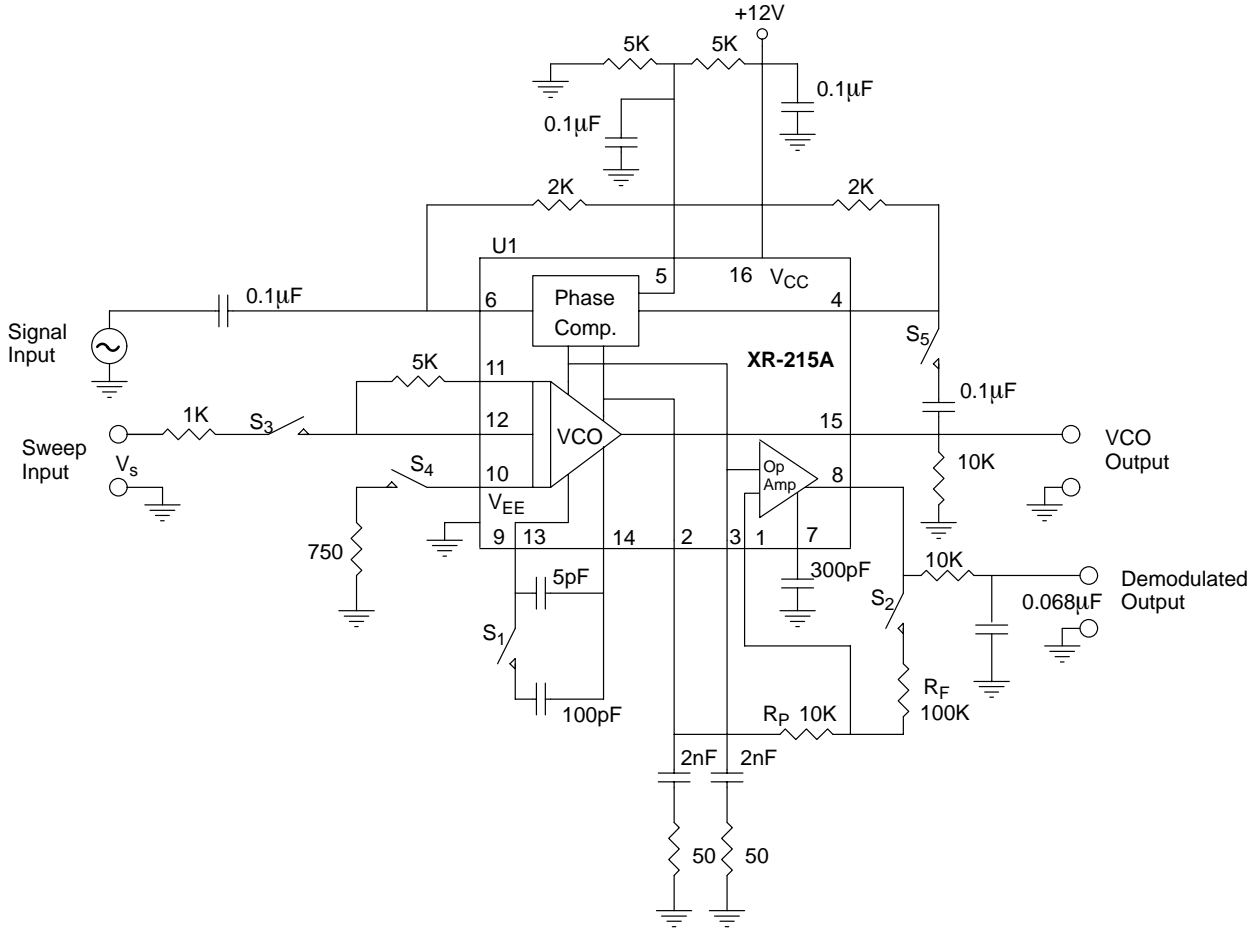 +12V
5K
5K
0.1µF
0.1µF
2K
2K
U1
5
16
VCC
6
Phase
Comp.
4
0.1µF
Signal
Input
S5
XR-215A
5K
11
0.1µF
1K
S3
12
15
VCO
VCO
Output
Sweep
Input
Vs
S4
Op
Amp
10K
10
8
VEE
9
13
14
2
3
1
7
750
10K
5pF
300pF
Demodulated
Output
S2
0.068µF
S1
RF
100K
100pF
RP
10K
2nF
2nF
50
50